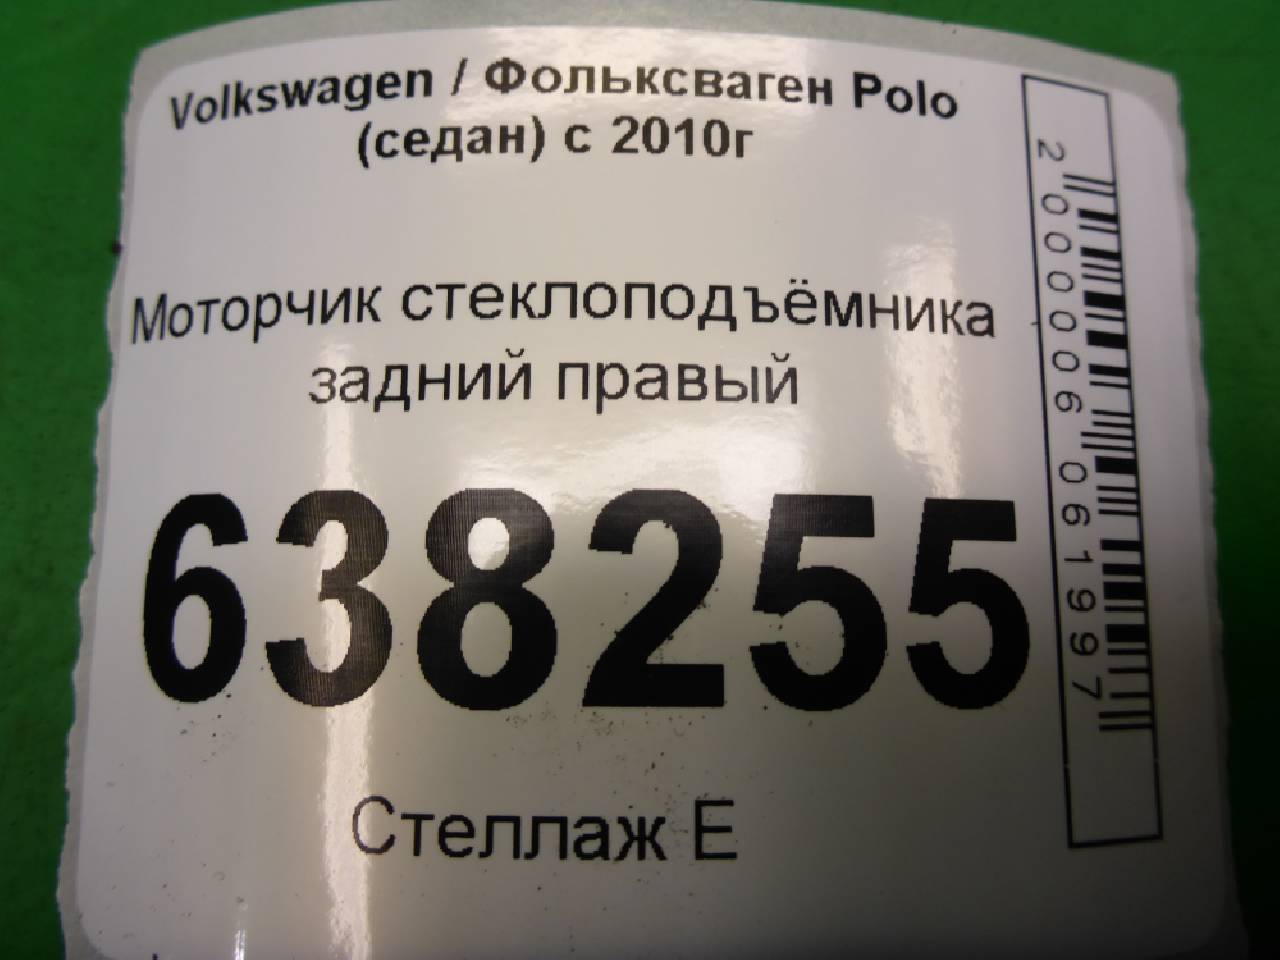 Volkswagen / Фольксваген Polo
(седан) с 2010г
Моторчик стеклоподъёмника
задний правый
638255
Стеллаж Е
2000006061997